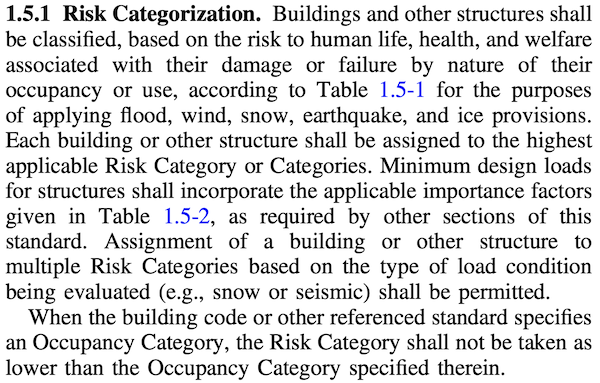 1.5.1 Risk Categorization. Buildings and other structures shall
be classified, based on the risk to human life, health, and welfare
associated with their damage or failure by nature of their
occupancy or use, according to Table 1.5-1 for the purposes
of applying flood, wind, snow, earthquake, and ice provisions.
Each building or other structure shall be assigned to the highest
applicable Risk Category or Categories. Minimum design loads
for structures shall incorporate the applicable importance factors
given in Table 1.5-2, as required by other sections of this
standard. Assignment of a building or other structure to
multiple Risk Categories based on the type of load condition
being evaluated (e.g., snow or seismic) shall be permitted.
When the building code or other referenced standard specifies
an Occupancy Category, the Risk Category shall not be taken as
lower than the Occupancy Category specified therein.